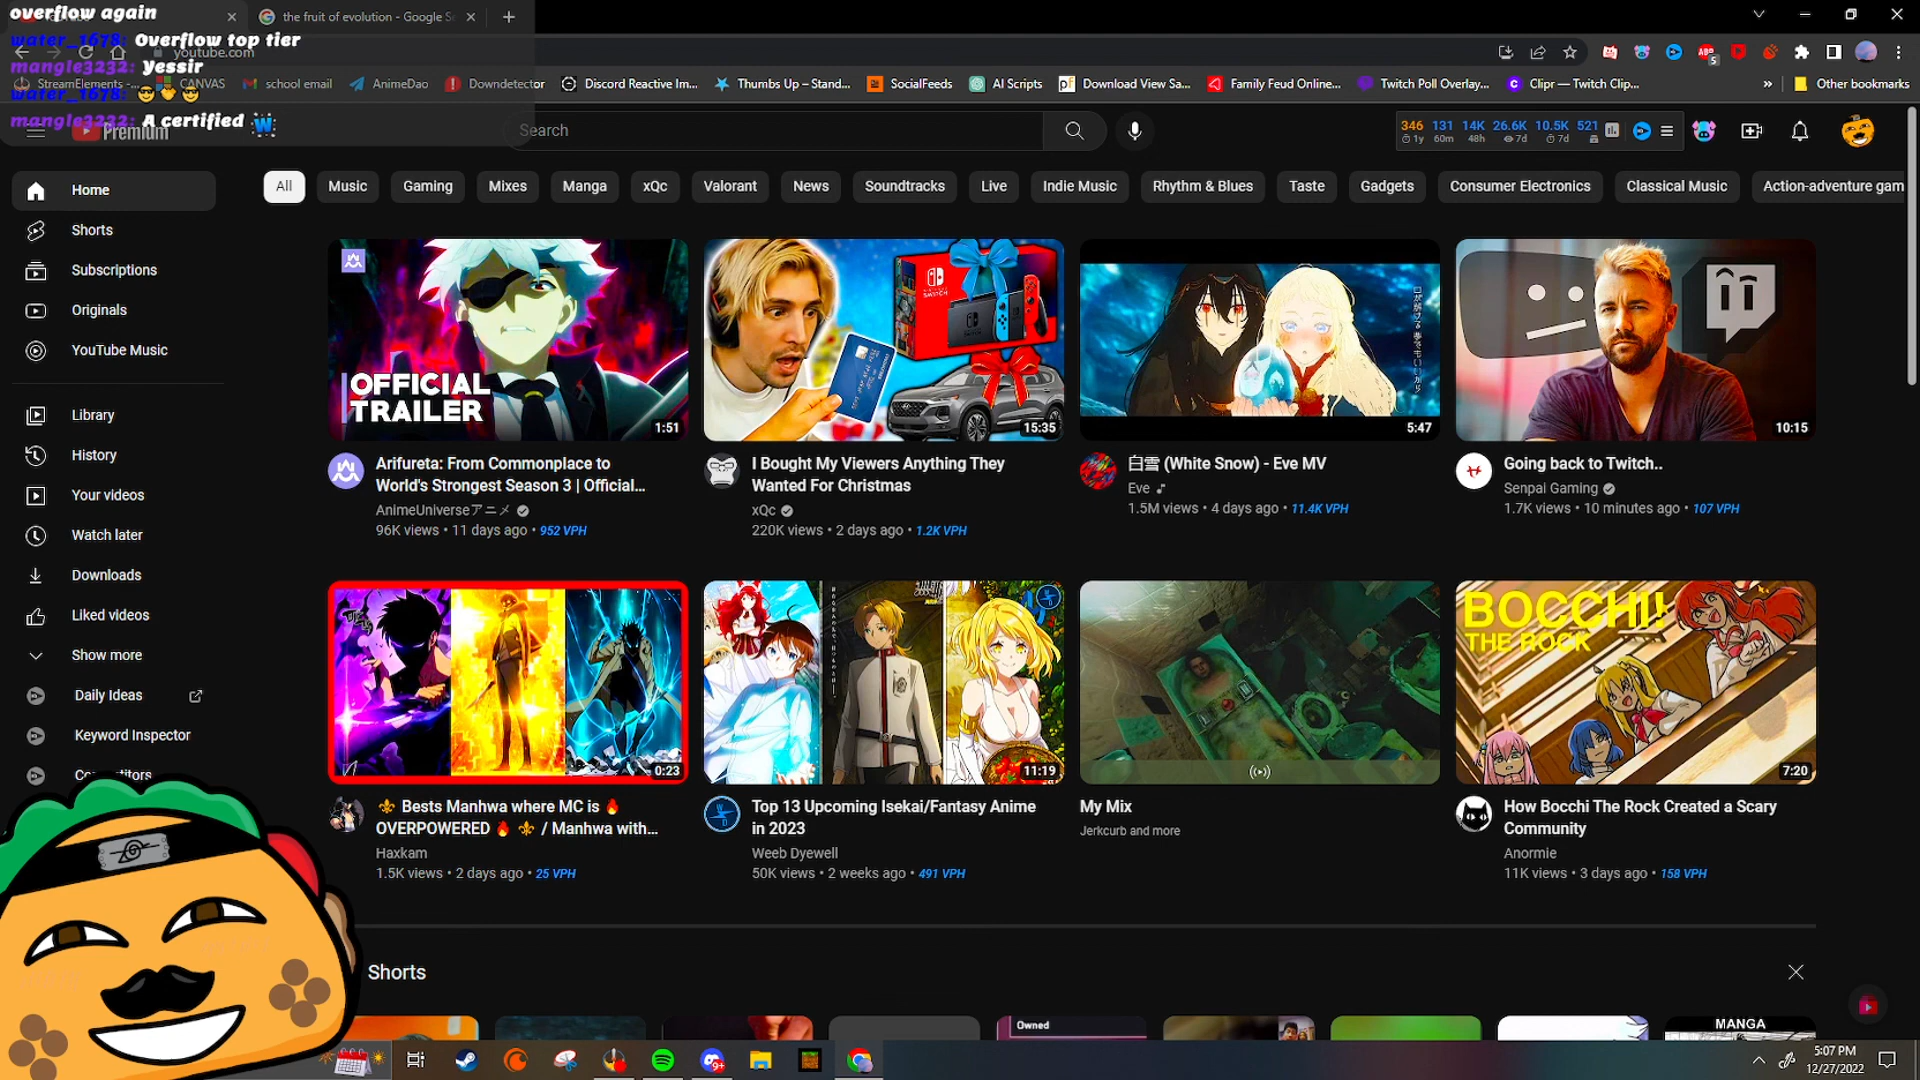 overflow again
water_1678: Overflow top tier
mangle3232: Yessir
water_1678:
mangle3232: A certified
the fruit of evolution - Google Se
youtube.com
StreamElements -...
CANVAS
school email
AnimeDao
Downdetector
Discord Reactive Im...
Thumbs Up – Stand...
SocialFeeds
AI Scripts
Download View Sa...
Family Feud Online...
Twitch Poll Overlay...
Clipr — Twitch Clip...
Other bookmarks
Premium
Search
346 131 14K 26.6K 10.5K 521
1y 60m 48h 7d 7d
All
Music
Gaming
Mixes
Manga
xQc
Valorant
News
Soundtracks
Live
Indie Music
Rhythm & Blues
Taste
Gadgets
Consumer Electronics
Classical Music
Action-adventure gam
Home
Shorts
Subscriptions
Originals
YouTube Music
Library
History
Your videos
Watch later
Downloads
Liked videos
Show more
Daily Ideas
Keyword Inspector
OFFICIAL
TRAILER
1:51
Arifureta: From Commonplace to
World's Strongest Season 3 | Official...
AnimeUniverseアニメ
96K views • 11 days ago • 952 VPH
SWITCH
15:35
I Bought My Viewers Anything They
Wanted For Christmas
xQc
220K views • 2 days ago • 1.2K VPH
5:47
白雪 (White Snow) - Eve MV
Eve
1.5M views • 4 days ago • 11.4K VPH
10:15
Going back to Twitch..
Senpai Gaming
1.7K views • 10 minutes ago • 107 VPH
0:23
Bests Manhwa where MC is
OVERPOWERED / Manhwa with...
Haxkam
1.5K views • 2 days ago • 25 VPH
11:19
Top 13 Upcoming Isekai/Fantasy Anime
in 2023
Weeb Dyewell
50K views • 2 weeks ago • 491 VPH
My Mix
Jerkcurb and more
BOCCHI!
THE ROCK
7:20
How Bocchi The Rock Created a Scary
Community
Anormie
11K views • 3 days ago • 158 VPH
Shorts
Owned
MANGA
9+
5:07 PM
12/27/2022